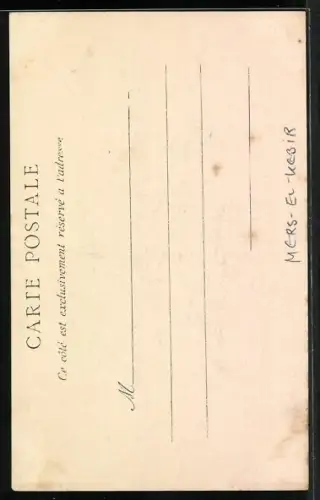 CARTE POSTALE
Ce côté est exclusivement réservé a l'adresse
M
MERS-EL-KEBIR